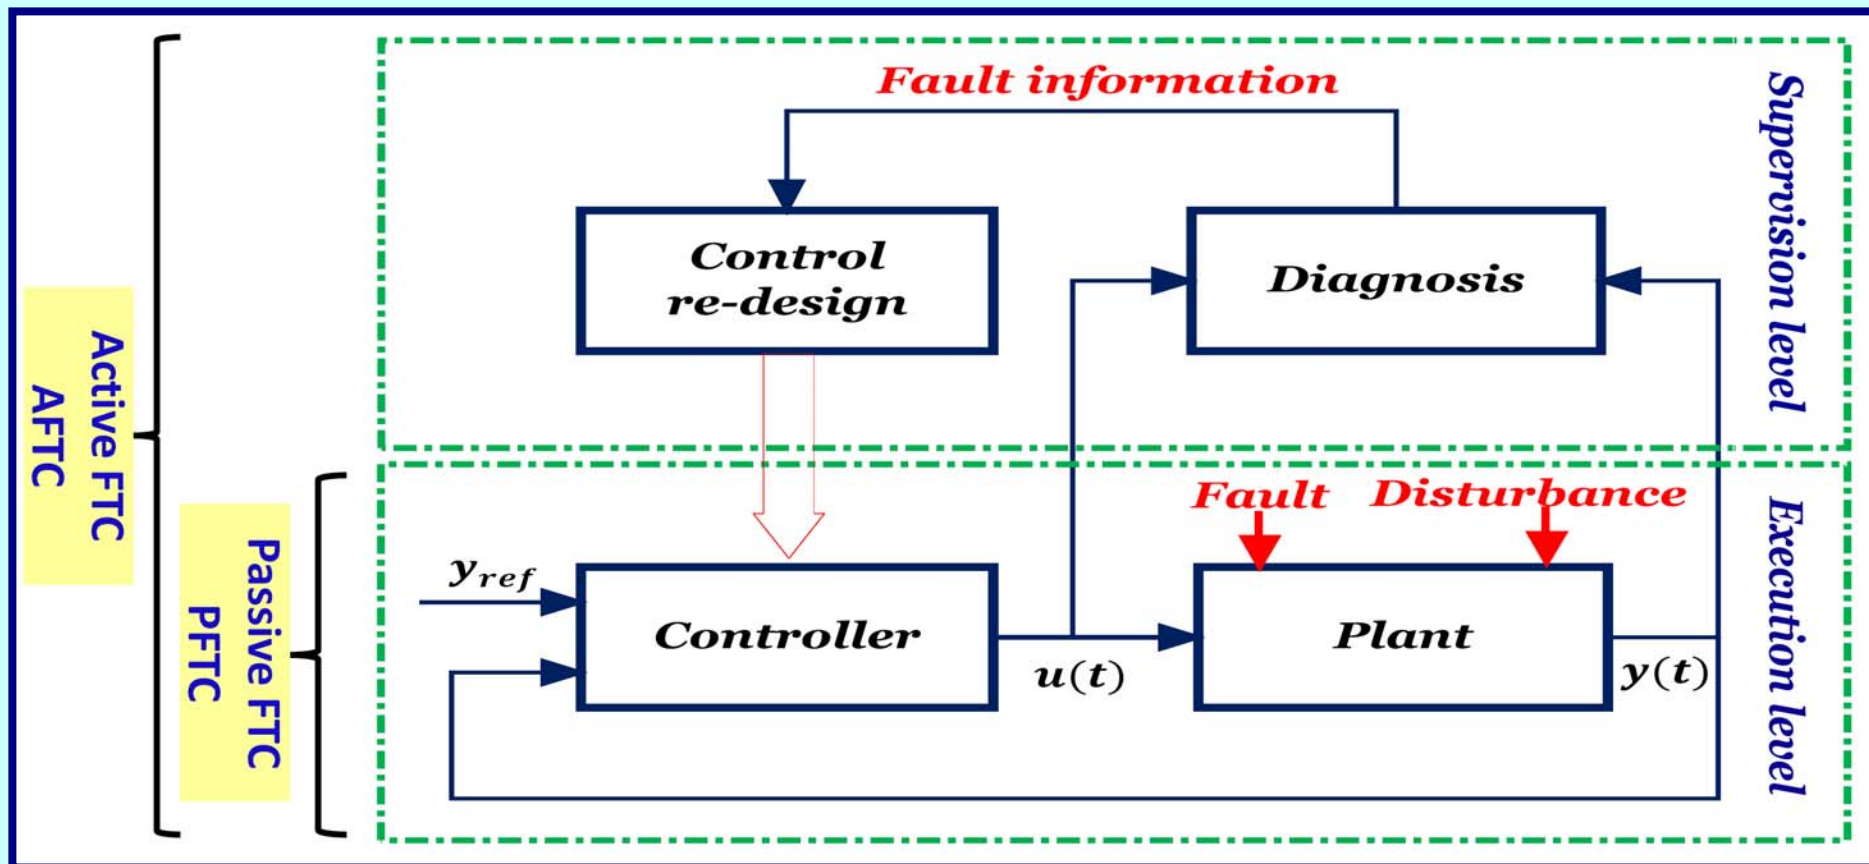 Fault information
Supervision level
Control
re-design
Diagnosis
Active FTC
AFTC
Passive FTC
PFTC
Fault
Disturbance
Execution level
y_ref
Controller
u(t)
Plant
y(t)